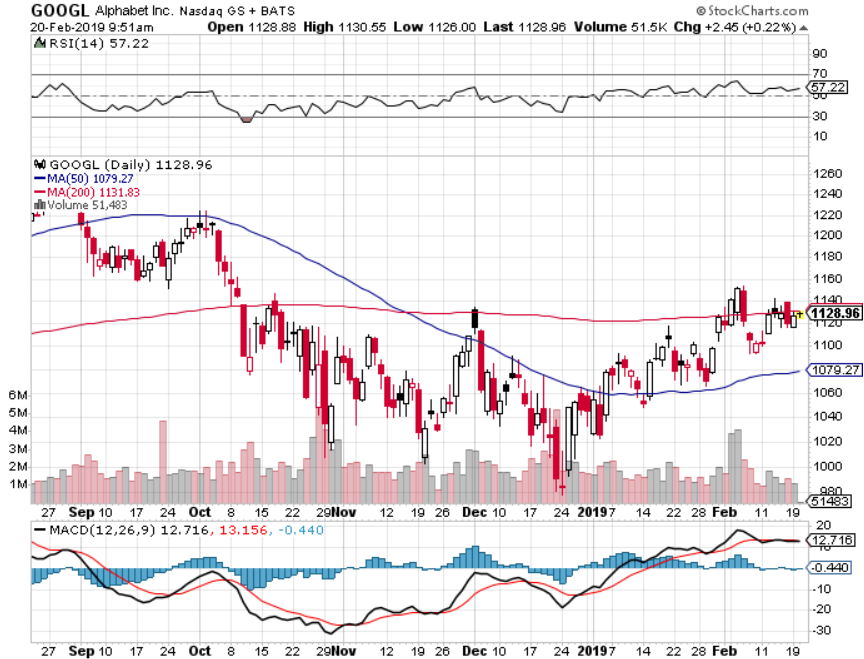 GOOGL Alphabet Inc. Nasdaq GS + BATS © StockCharts.com
20-Feb-2019 9:51am Open 1128.88 High 1130.55 Low 1126.00 Last 1128.96 Volume 51.5K Chg +2.45 (+0.22%)
RSI(14) 57.22
90
70
57.22
50
30
10
GOOGL (Daily) 1128.96
MA(50) 1079.27
MA(200) 1131.83
Volume 51,483
1260
1240
1220
1200
1180
1160
1140
1128.96
1120
1100
1079.27
1060
1040
1020
1000
980
51483
6M
5M
4M
3M
2M
1M
27 Sep 10 17 24 Oct 8 15 22 29 Nov 12 19 26 Dec 10 17 24 2019 7 14 22 28 Feb 11 19
MACD(12,26,9) 12.716, 13.156, -0.440
20
12.716
10
-0.440
-10
-20
-30
27 Sep 10 17 24 Oct 8 15 22 29 Nov 12 19 26 Dec 10 17 24 2019 7 14 22 28 Feb 11 19